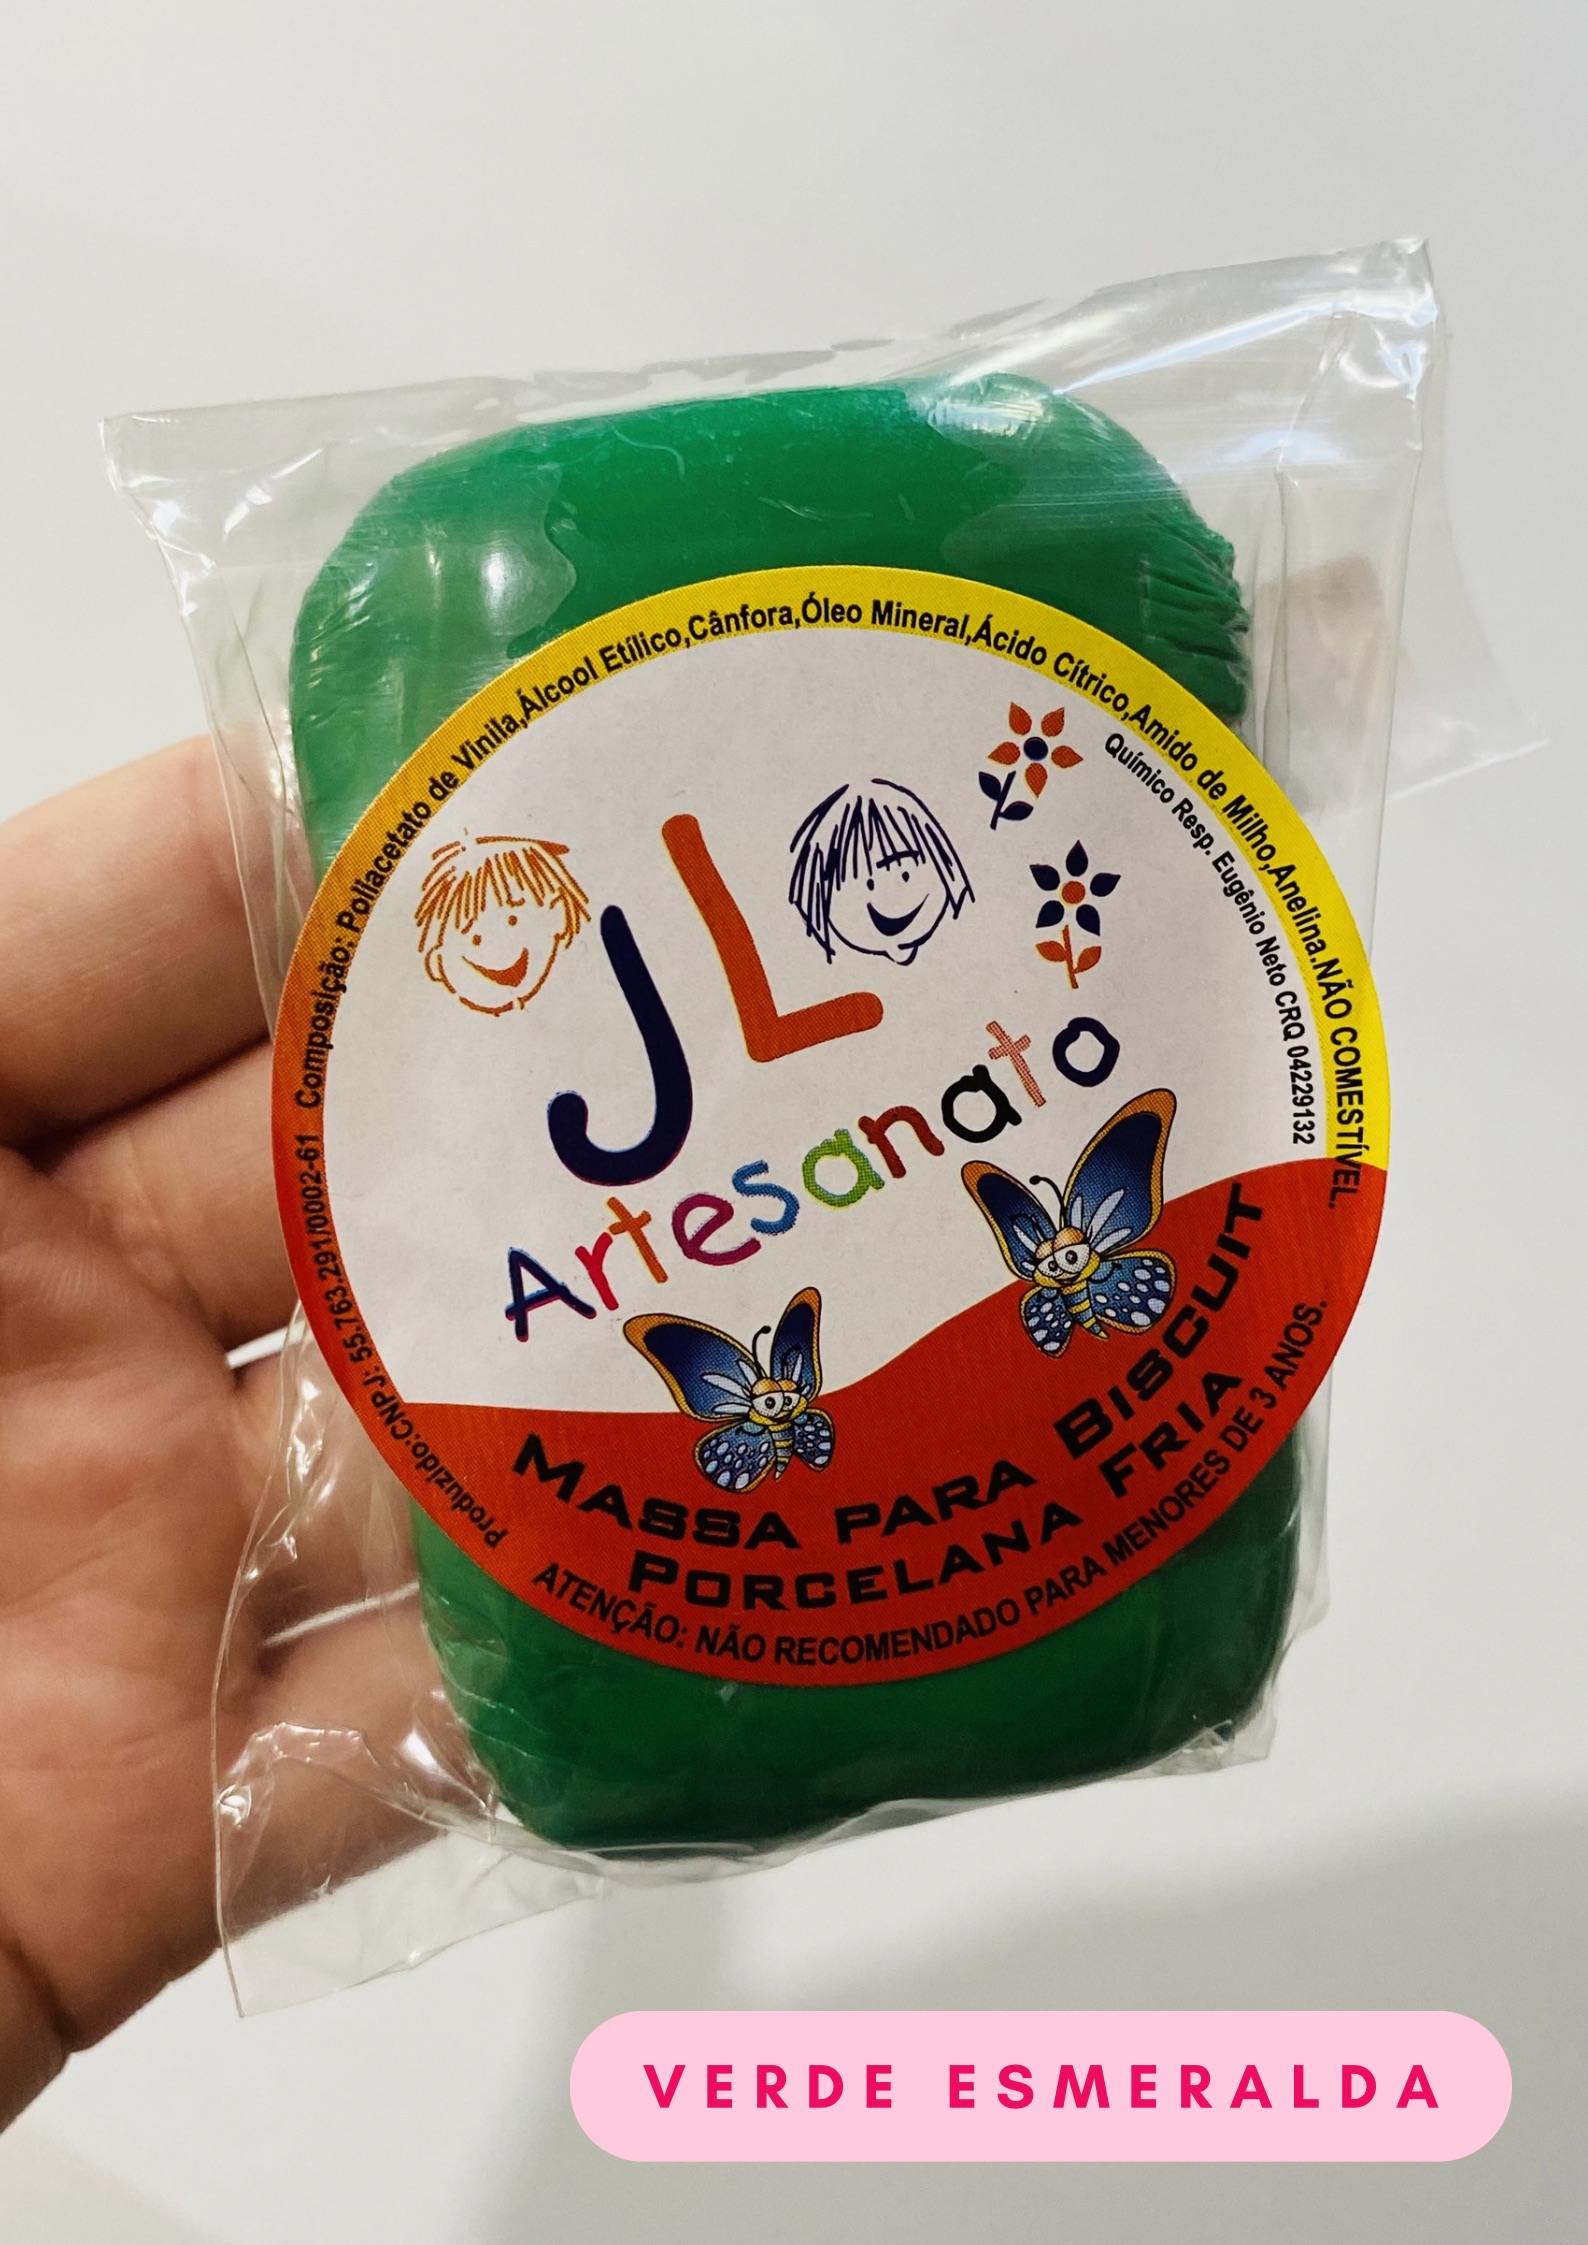 Composição: Poliacetato de Vinila,Álcool Etílico,Cânfora,Óleo Mineral,Ácido Cítrico,Amido de Milho,Anelina.NÃO COMESTÍVEL.
Químico Resp. Eugênio Neto CRQ 04229132
JL
Artesanato
MASSA PARA BISCUIT
PORCELANA FRIA
ATENÇÃO: NÃO RECOMENDADO PARA MENORES DE 3 ANOS.
Produzido:CNPJ: 55.763.291/0002-61
VERDE ESMERALDA